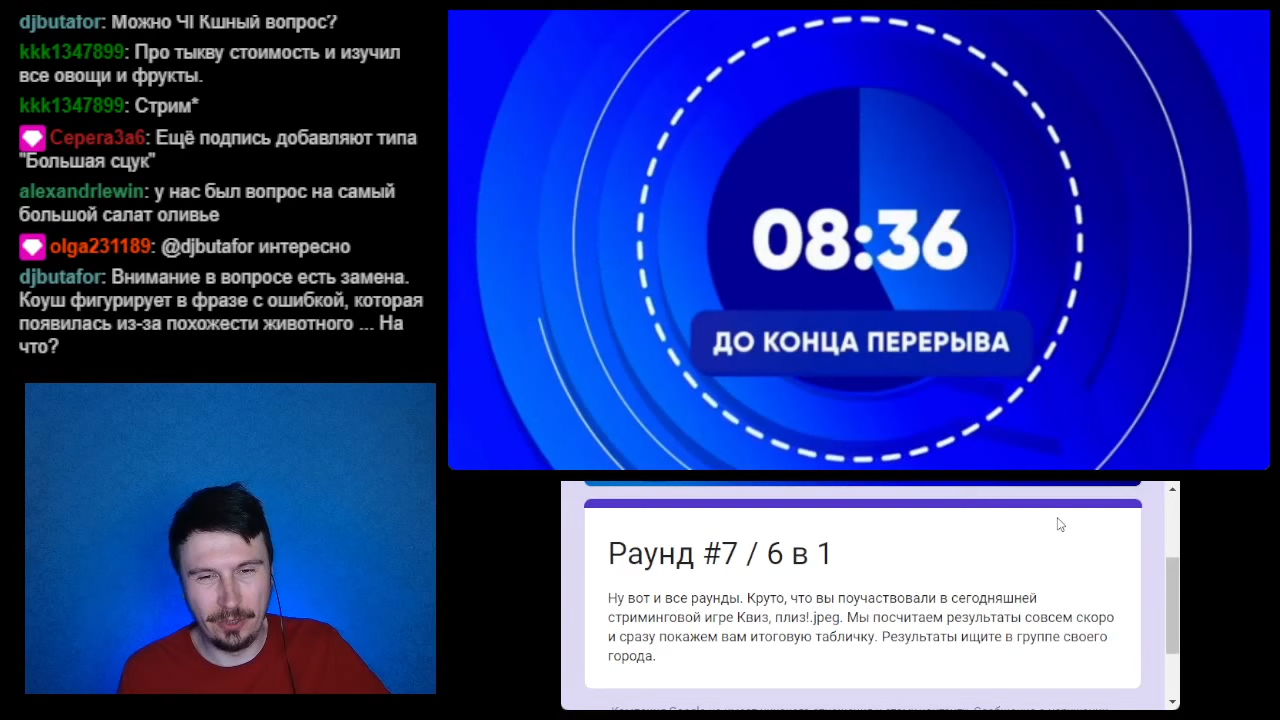 djbutafor: Можно ЧГКшный вопрос?
kkk1347899: Про тыкву стоимость и изучил
все овощи и фрукты.
kkk1347899: Стрим*
Cepera3a6: Ещё подпись добавляют типа
"Большая сцук"
alexandrlewin: у нас был вопрос на самый
большой салат оливье
olga231189: @djbutafor интересно
djbutafor: Внимание в вопросе есть замена.
Коуш фигурирует в фразе с ошибкой, которая
появилась из-за похожести животного ... На
что?
08:36
ДО КОНЦА ПЕРЕРЫВА
Раунд #7 / 6 в 1
Ну вот и все раунды. Круто, что вы поучаствовали в сегодняшней
стриминговой игре Квиз, плиз!.jpeg. Мы посчитаем результаты совсем скоро
и сразу покажем вам итоговую табличку. Результаты ищите в группе своего
города.